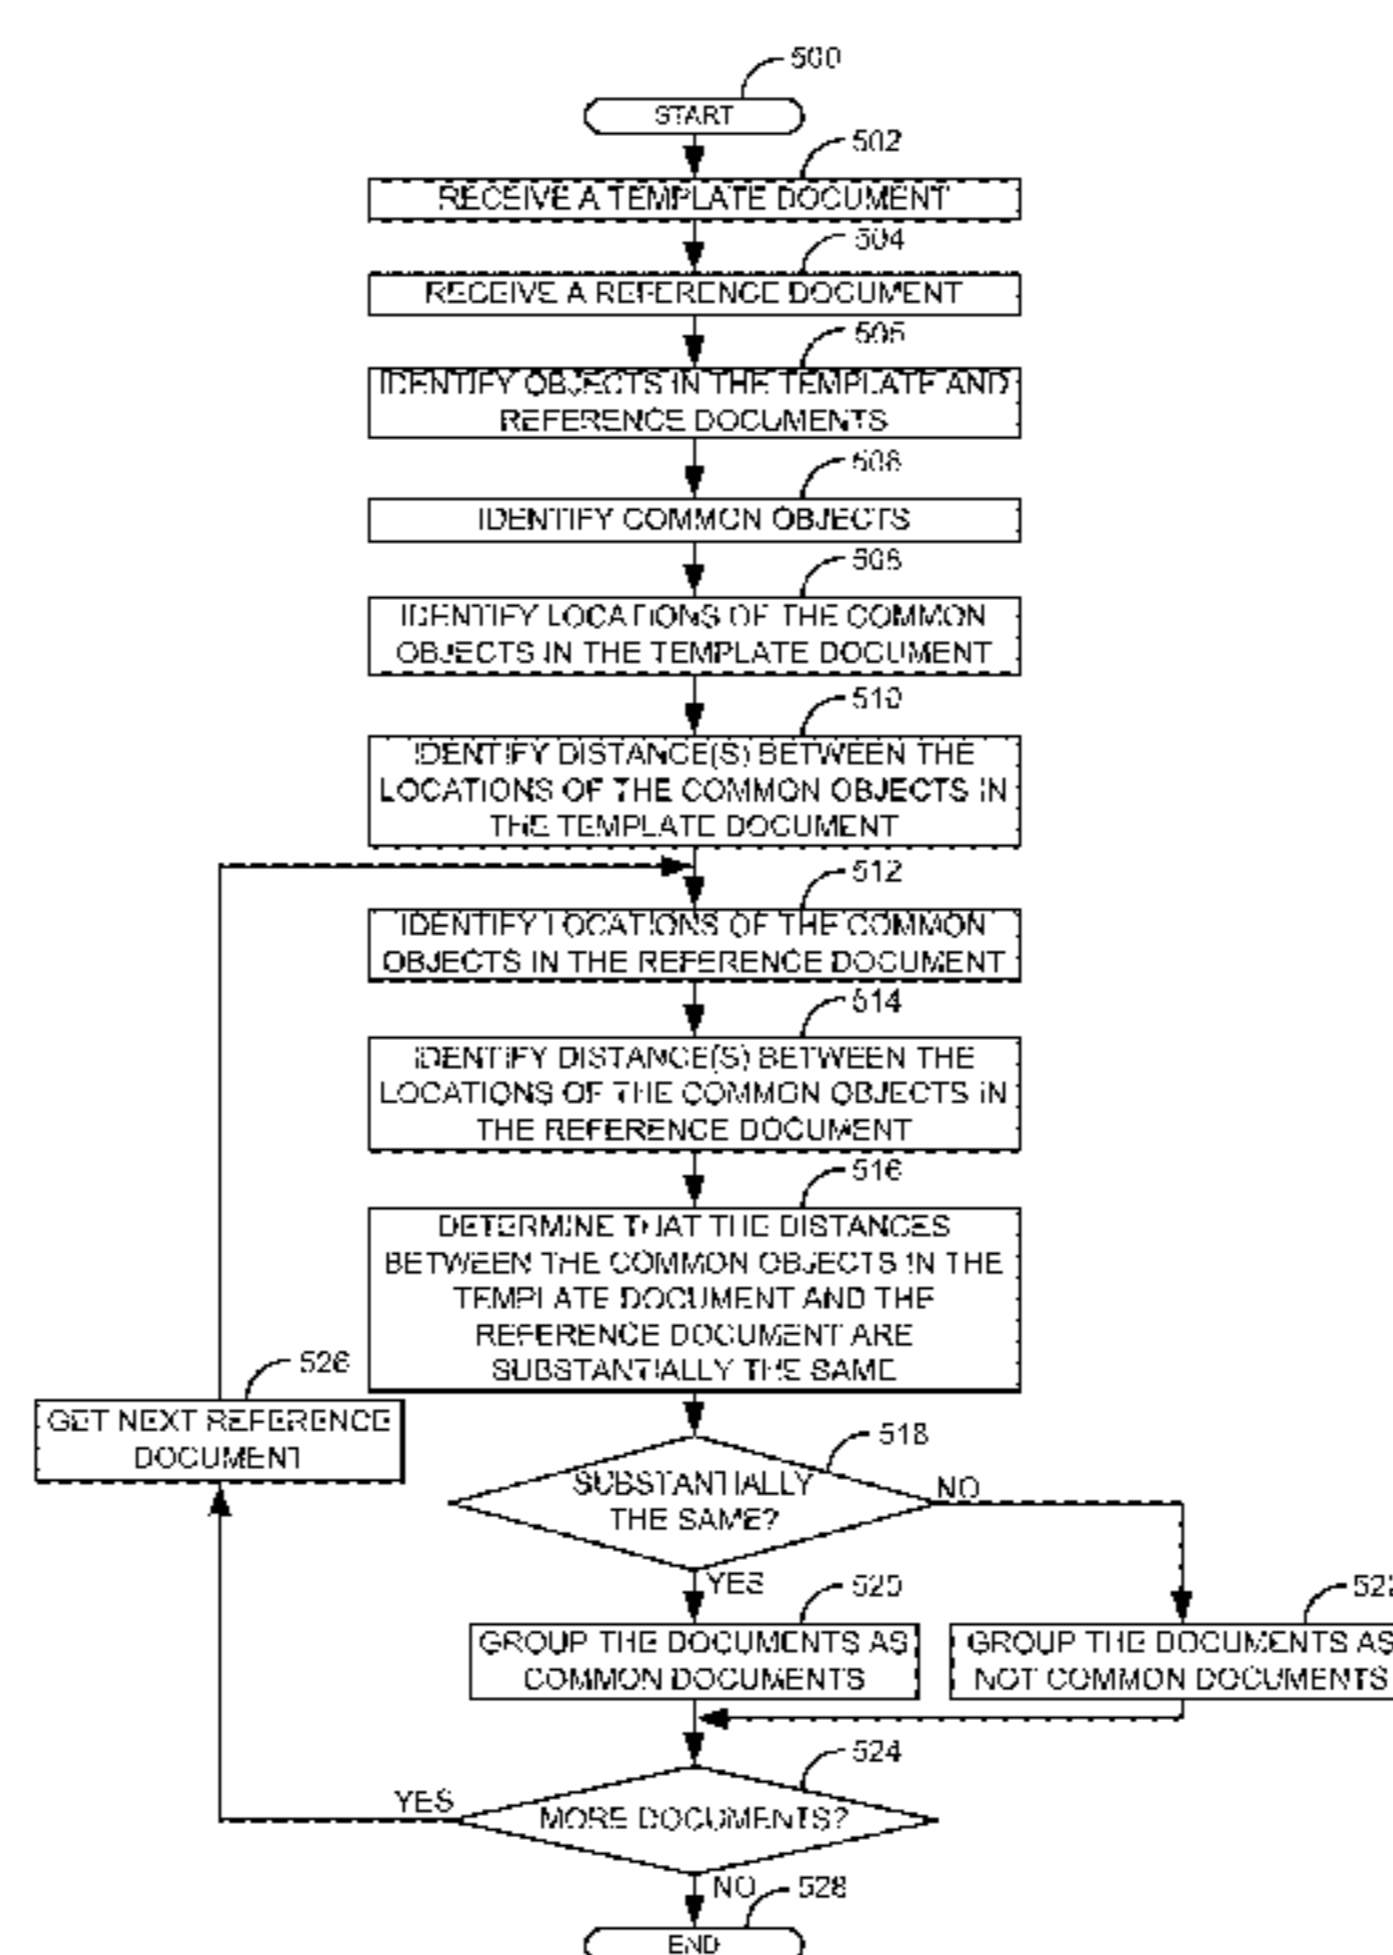 500
START
502
RECEIVE A TEMPLATE DOCUMENT
504
RECEIVE A REFERENCE DOCUMENT
506
IDENTIFY OBJECTS IN THE TEMPLATE AND
REFERENCE DOCUMENTS
508
IDENTIFY COMMON OBJECTS
508
IDENTIFY LOCATIONS OF THE COMMON
OBJECTS IN THE TEMPLATE DOCUMENT
510
IDENTIFY DISTANCE(S) BETWEEN THE
LOCATIONS OF THE COMMON OBJECTS IN
THE TEMPLATE DOCUMENT
512
IDENTIFY LOCATIONS OF THE COMMON
OBJECTS IN THE REFERENCE DOCUMENT
514
IDENTIFY DISTANCE(S) BETWEEN THE
LOCATIONS OF THE COMMON OBJECTS IN
THE REFERENCE DOCUMENT
516
DETERMINE THAT THE DISTANCES
BETWEEN THE COMMON OBJECTS IN THE
TEMPLATE DOCUMENT AND THE
REFERENCE DOCUMENT ARE
SUBSTANTIALLY THE SAME
526
GET NEXT REFERENCE
DOCUMENT
518
SUBSTANTIALLY
THE SAME?
NO
YES
520
GROUP THE DOCUMENTS AS
COMMON DOCUMENTS
GROUP THE DOCUMENTS AS
NOT COMMON DOCUMENTS
524
YES
MORE DOCUMENTS?
NO
528
END